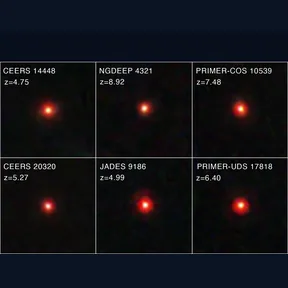 CEERS 14448
z=4.75
NGDEEP 4321
z=8.92
PRIMER-COS 10539
z=7.48
CEERS 20320
z=5.27
JADES 9186
z=4.99
PRIMER-UDS 17818
z=6.40